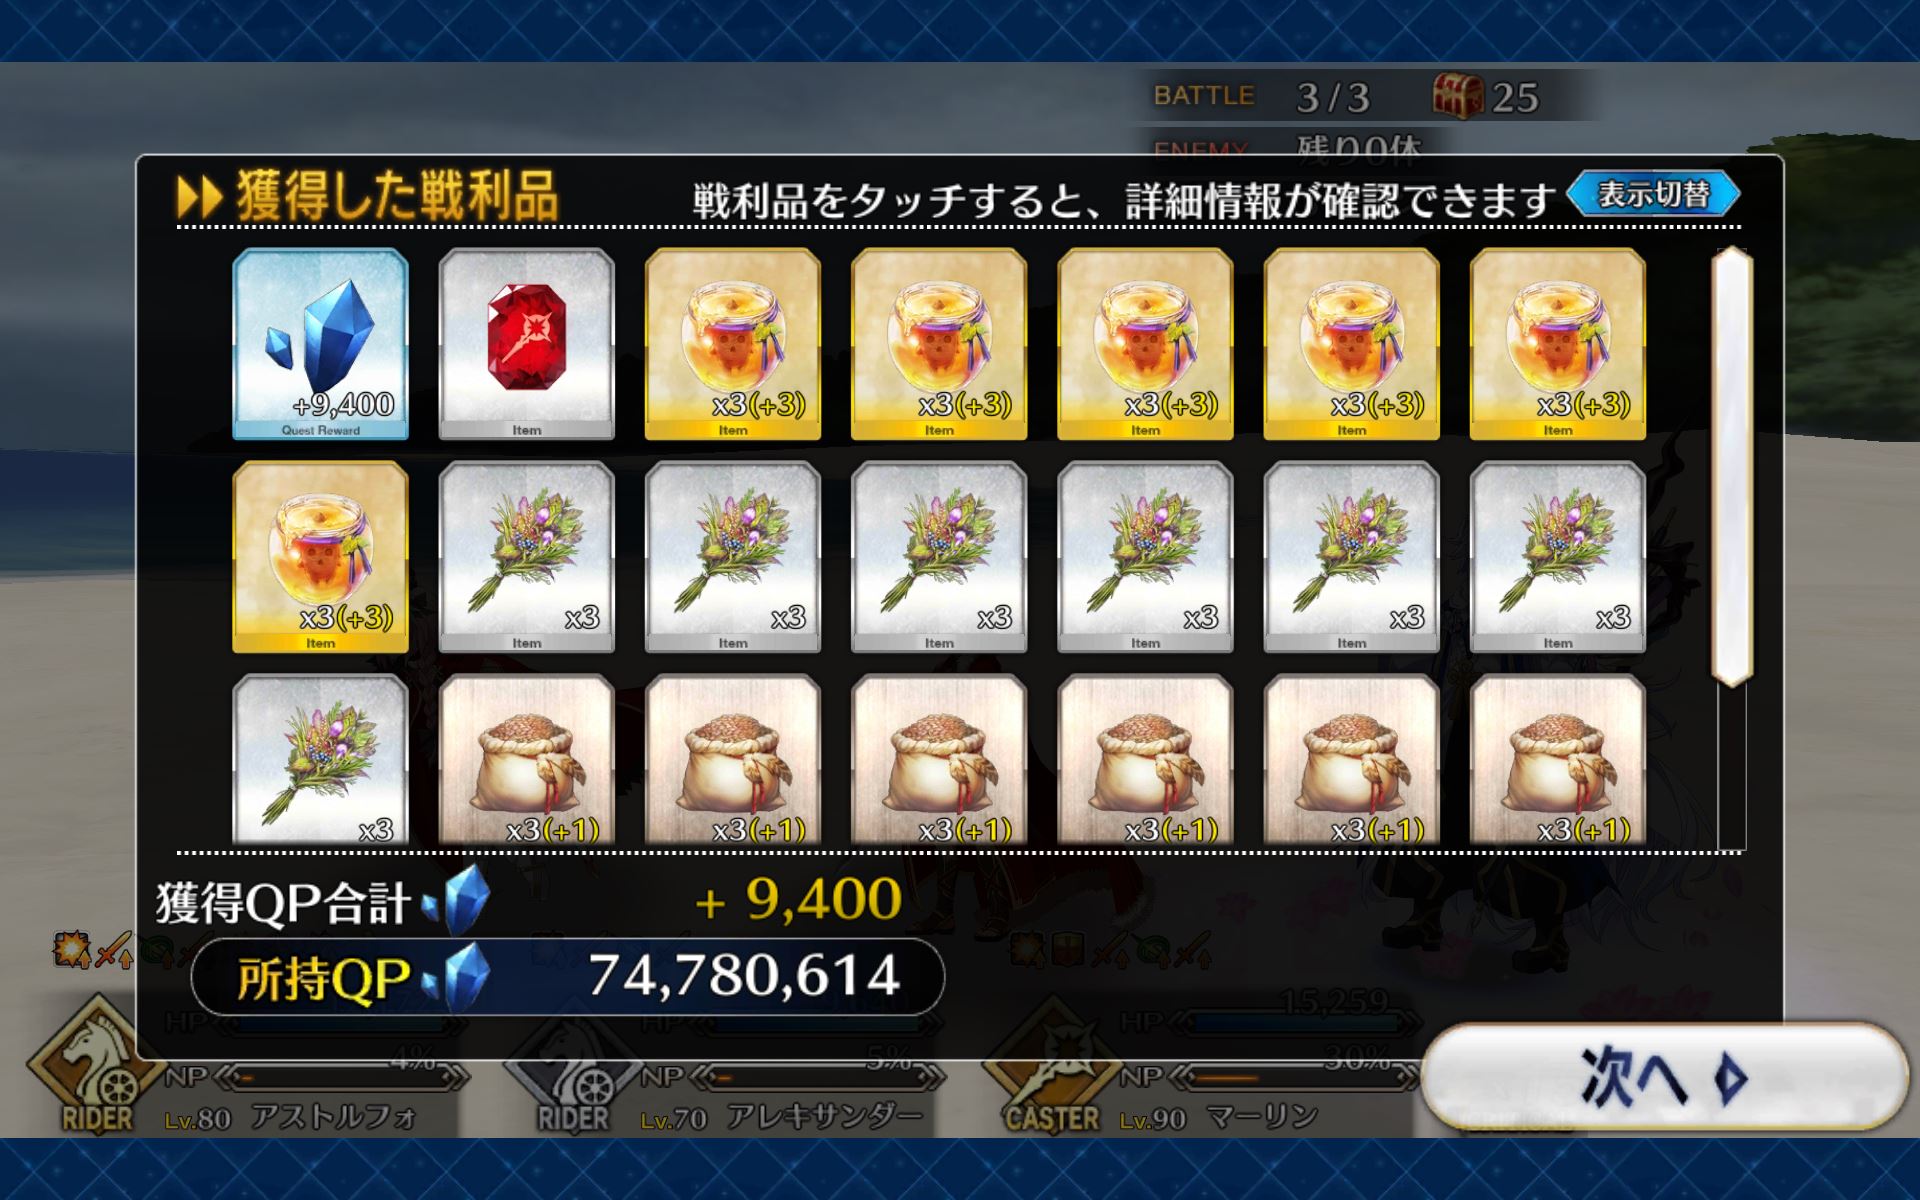 BATTLE 3/3 25
ENEMY 残り0体
獲得した戦利品 戦利品をタッチすると、詳細情報が確認できます 表示切替
+9,400 x3(+3) x3(+3) x3(+3) x3(+3) x3(+3)
Quest Reward Item Item Item Item Item Item
x3(+3) x3 x3 x3 x3 x3 x3
Item Item Item Item Item Item Item
x3 x3(+1) x3(+1) x3(+1) x3(+1) x3(+1) x3(+1)
獲得QP合計 + 9,400
所持QP 74,780,614
HP HP HP 15,259
NP 4% NP 5% NP 30%
次へ
RIDER Lv.80 アストルフォ RIDER Lv.70 アレキサンダー CASTER Lv.90 マーリン